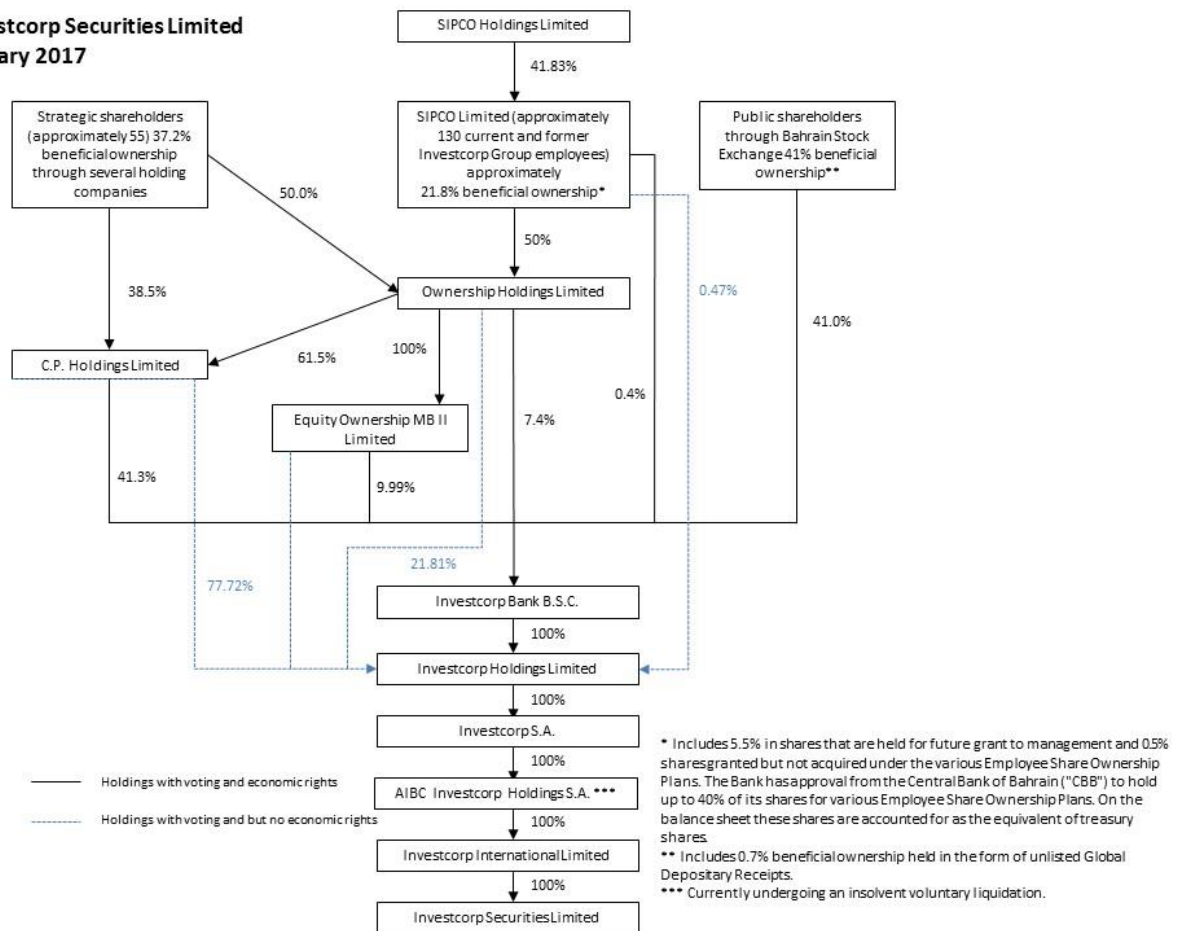 stcorp Securities Limited
ary 2017
SIPCO Holdings Limited
41.83%
Strategic shareholders
(approximately 55) 37.2%
beneficial ownership
through several holding
companies
SIPCO Limited (approximately
130 current and former
Investcorp Group employees)
approximately
21.8% beneficial ownership*
Public shareholders
through Bahrain Stock
Exchange 41% beneficial
ownership**
50.0%
50%
38.5%
Ownership Holdings Limited
0.47%
41.0%
C.P. Holdings Limited
61.5%
100%
0.4%
Equity Ownership MB II
Limited
7.4%
41.3%
9.99%
77.72%
21.81%
Investcorp Bank B.S.C.
100%
Investcorp Holdings Limited
100%
Investcorp S.A.
100%
AIBC Investcorp Holdings S.A. ***
100%
Investcorp International Limited
100%
Investcorp Securities Limited
Holdings with voting and economic rights
Holdings with voting and but no economic rights
* Includes 5.5% in shares that are held for future grant to management and 0.5%
shares granted but not acquired under the various Employee Share Ownership
Plans. The Bank has approval from the Central Bank of Bahrain ("CBB") to hold
up to 40% of its shares for various Employee Share Ownership Plans. On the
balance sheet these shares are accounted for as the equivalent of treasury
shares.
** Includes 0.7% beneficial ownership held in the form of unlisted Global
Depositary Receipts.
*** Currently undergoing an insolvent voluntary liquidation.